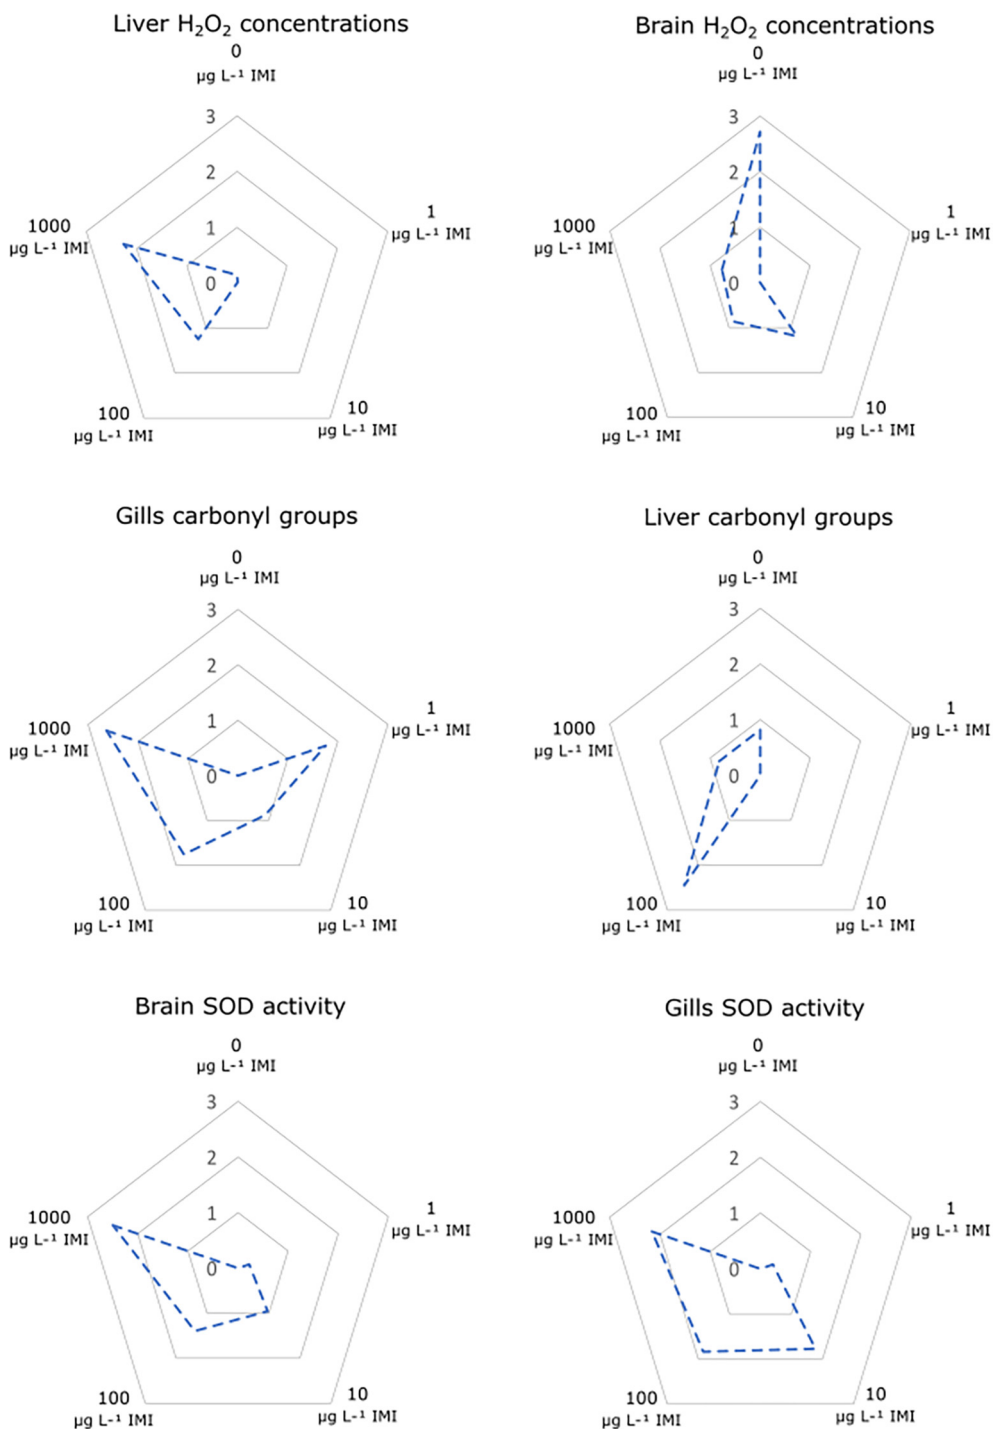 Liver H₂O₂ concentrations
0
µg L-¹ IMI
3
2
1
0
1
µg L-¹ IMI
10
µg L-¹ IMI
100
µg L-¹ IMI
1000
µg L-¹ IMI
Brain H₂O₂ concentrations
0
µg L-¹ IMI
3
2
1
0
1
µg L-¹ IMI
10
µg L-¹ IMI
100
µg L-¹ IMI
1000
µg L-¹ IMI
Gills carbonyl groups
0
µg L-¹ IMI
3
2
1
0
1
µg L-¹ IMI
10
µg L-¹ IMI
100
µg L-¹ IMI
1000
µg L-¹ IMI
Liver carbonyl groups
0
µg L-¹ IMI
3
2
1
0
1
µg L-¹ IMI
10
µg L-¹ IMI
100
µg L-¹ IMI
1000
µg L-¹ IMI
Brain SOD activity
0
µg L-¹ IMI
3
2
1
0
1
µg L-¹ IMI
10
µg L-¹ IMI
100
µg L-¹ IMI
1000
µg L-¹ IMI
Gills SOD activity
0
µg L-¹ IMI
3
2
1
0
1
µg L-¹ IMI
10
µg L-¹ IMI
100
µg L-¹ IMI
1000
µg L-¹ IMI